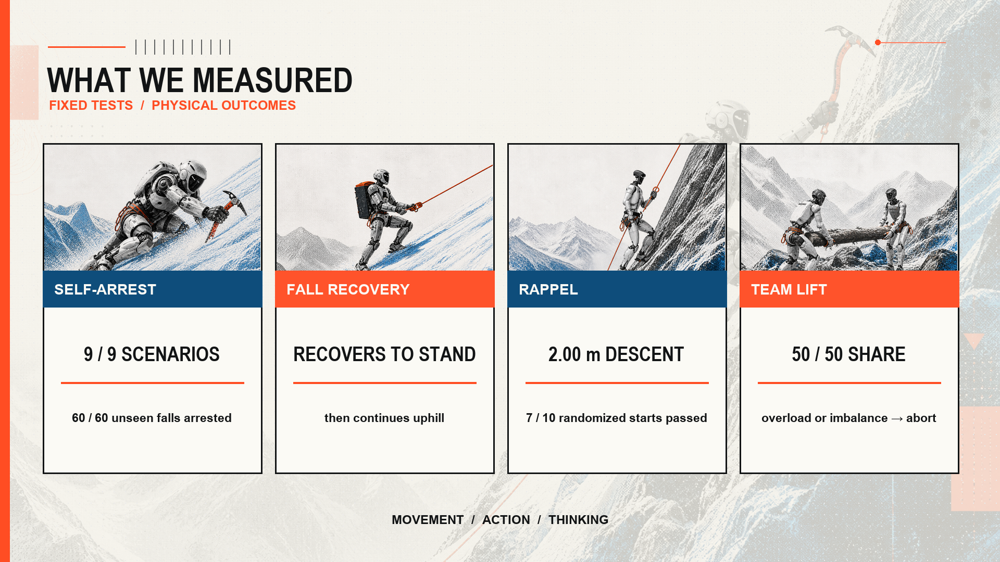 WHAT WE MEASURED
FIXED TESTS / PHYSICAL OUTCOMES
SELF-ARREST
9 / 9 SCENARIOS
60 / 60 unseen falls arrested
FALL RECOVERY
RECOVERS TO STAND
then continues uphill
RAPPEL
2.00 m DESCENT
7 / 10 randomized starts passed
TEAM LIFT
50 / 50 SHARE
overload or imbalance → abort
MOVEMENT / ACTION / THINKING